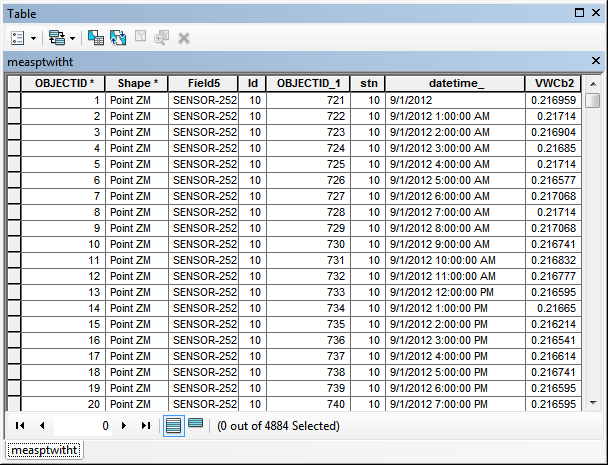 Table
measptwitht
OBJECTID * Shape * Field5 Id OBJECTID_1 stn datetime_ VWCb2
1 Point ZM SENSOR-252 10 721 10 9/1/2012 0.216959
2 Point ZM SENSOR-252 10 722 10 9/1/2012 1:00:00 AM 0.21714
3 Point ZM SENSOR-252 10 723 10 9/1/2012 2:00:00 AM 0.216904
4 Point ZM SENSOR-252 10 724 10 9/1/2012 3:00:00 AM 0.21685
5 Point ZM SENSOR-252 10 725 10 9/1/2012 4:00:00 AM 0.21714
6 Point ZM SENSOR-252 10 726 10 9/1/2012 5:00:00 AM 0.216577
7 Point ZM SENSOR-252 10 727 10 9/1/2012 6:00:00 AM 0.217068
8 Point ZM SENSOR-252 10 728 10 9/1/2012 7:00:00 AM 0.21714
9 Point ZM SENSOR-252 10 729 10 9/1/2012 8:00:00 AM 0.217068
10 Point ZM SENSOR-252 10 730 10 9/1/2012 9:00:00 AM 0.216741
11 Point ZM SENSOR-252 10 731 10 9/1/2012 10:00:00 AM 0.216832
12 Point ZM SENSOR-252 10 732 10 9/1/2012 11:00:00 AM 0.216777
13 Point ZM SENSOR-252 10 733 10 9/1/2012 12:00:00 PM 0.216595
14 Point ZM SENSOR-252 10 734 10 9/1/2012 1:00:00 PM 0.21665
15 Point ZM SENSOR-252 10 735 10 9/1/2012 2:00:00 PM 0.216214
16 Point ZM SENSOR-252 10 736 10 9/1/2012 3:00:00 PM 0.216541
17 Point ZM SENSOR-252 10 737 10 9/1/2012 4:00:00 PM 0.216614
18 Point ZM SENSOR-252 10 738 10 9/1/2012 5:00:00 PM 0.216741
19 Point ZM SENSOR-252 10 739 10 9/1/2012 6:00:00 PM 0.216595
20 Point ZM SENSOR-252 10 740 10 9/1/2012 7:00:00 PM 0.216595
0 (0 out of 4884 Selected)
measptwitht